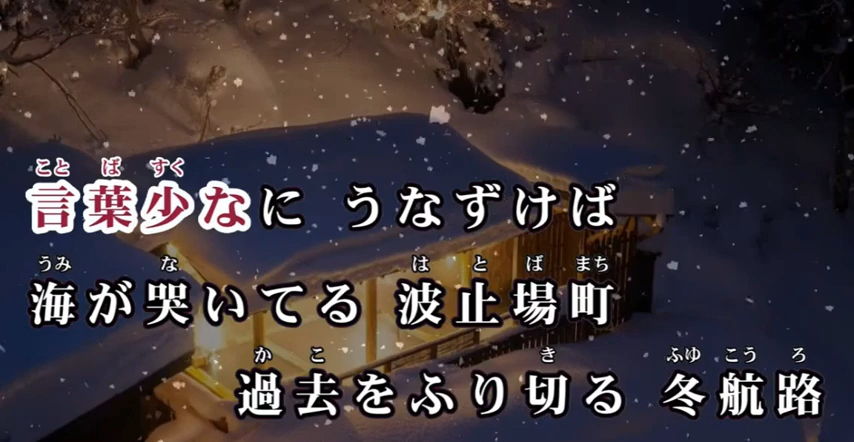 ことばすく
言葉少なに うなずけば
うみ な はとばまち
海が哭いてる 波止場町
かこ き ふゆこうろ
過去をふり切る 冬航路